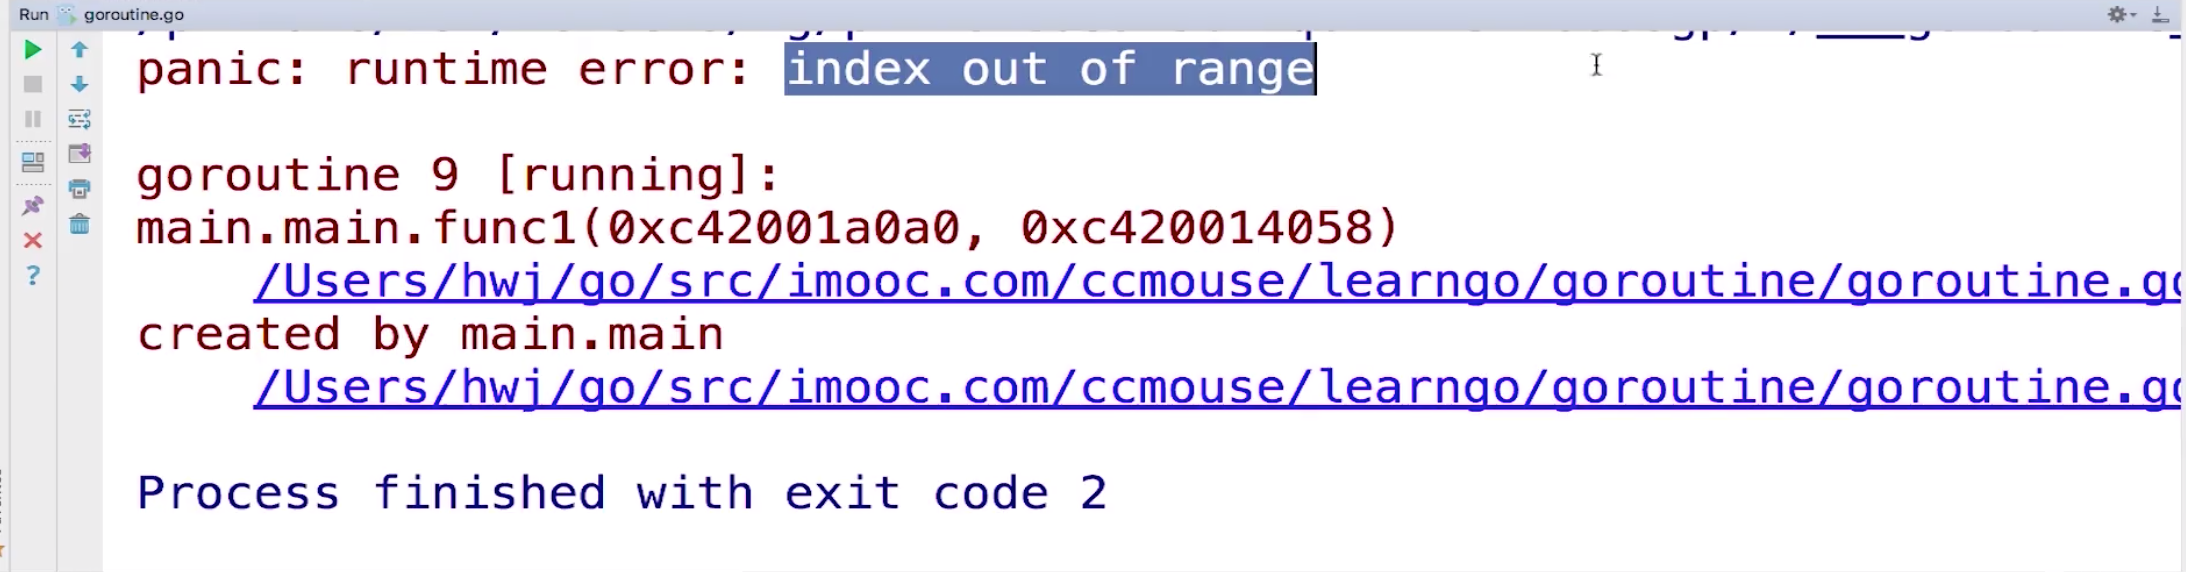 Run goroutine.go
panic: runtime error: index out of range
goroutine 9 [running]:
main.main.func1(0xc42001a0a0, 0xc420014058)
/Users/hwj/go/src/imooc.com/ccmouse/learngo/goroutine/goroutine.go
created by main.main
/Users/hwj/go/src/imooc.com/ccmouse/learngo/goroutine/goroutine.go
Process finished with exit code 2